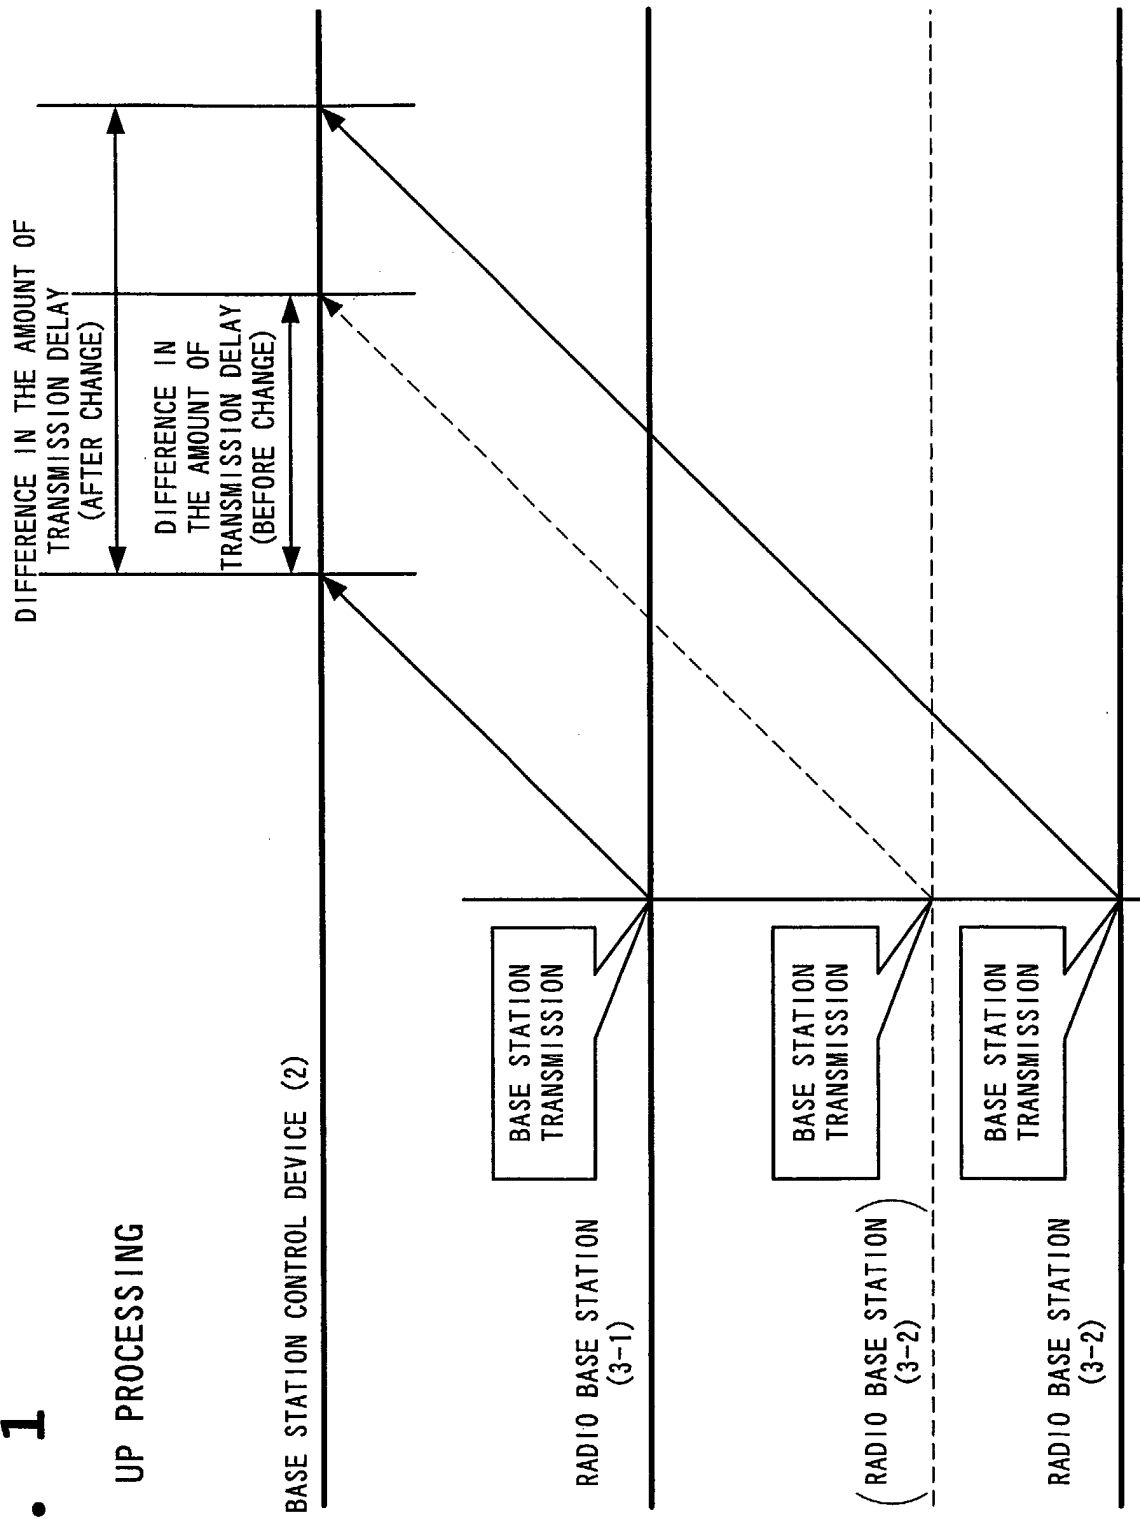 . 1
UP PROCESSING
DIFFERENCE IN THE AMOUNT OF
TRANSMISSION DELAY
(AFTER CHANGE)
DIFFERENCE IN
THE AMOUNT OF
TRANSMISSION DELAY
(BEFORE CHANGE)
BASE STATION CONTROL DEVICE (2)
BASE STATION
TRANSMISSION
RADIO BASE STATION
(3-1)
BASE STATION
TRANSMISSION
(RADIO BASE STATION)
(3-2)
BASE STATION
TRANSMISSION
RADIO BASE STATION
(3-2)